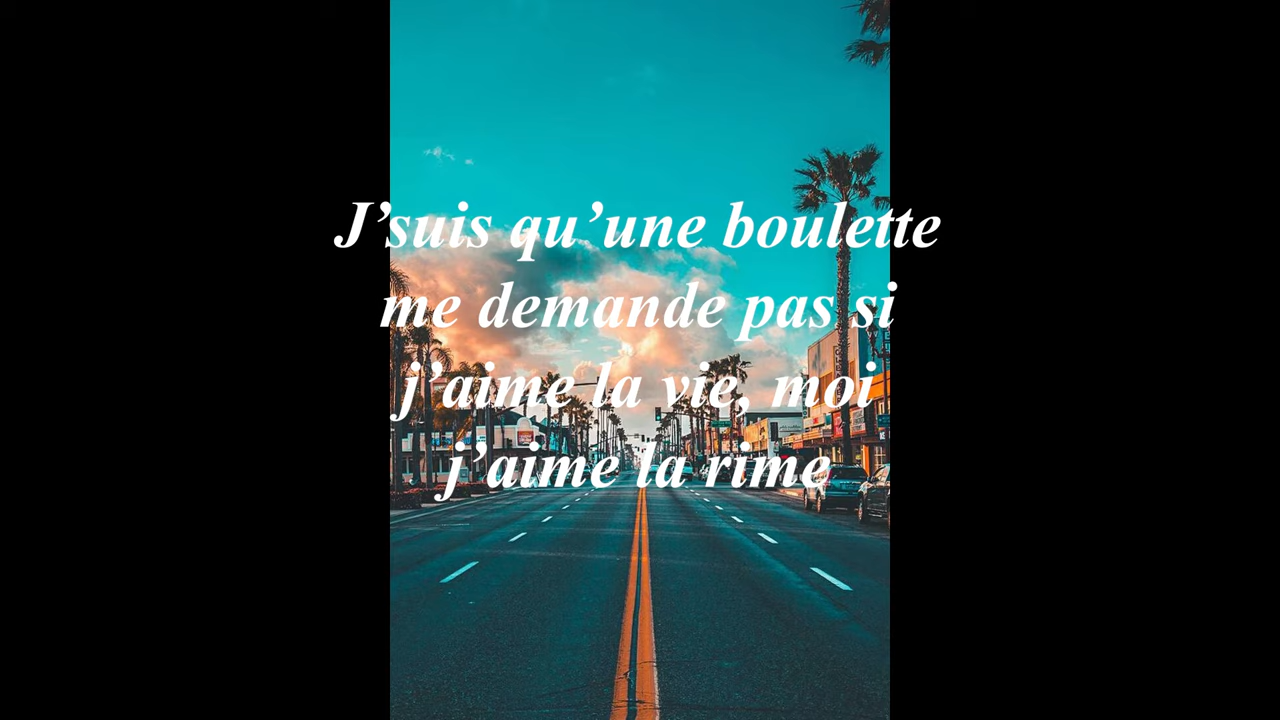 J’suis qu’une boulette
me demande pas si
j’aime la vie, moi
j’aime la rime